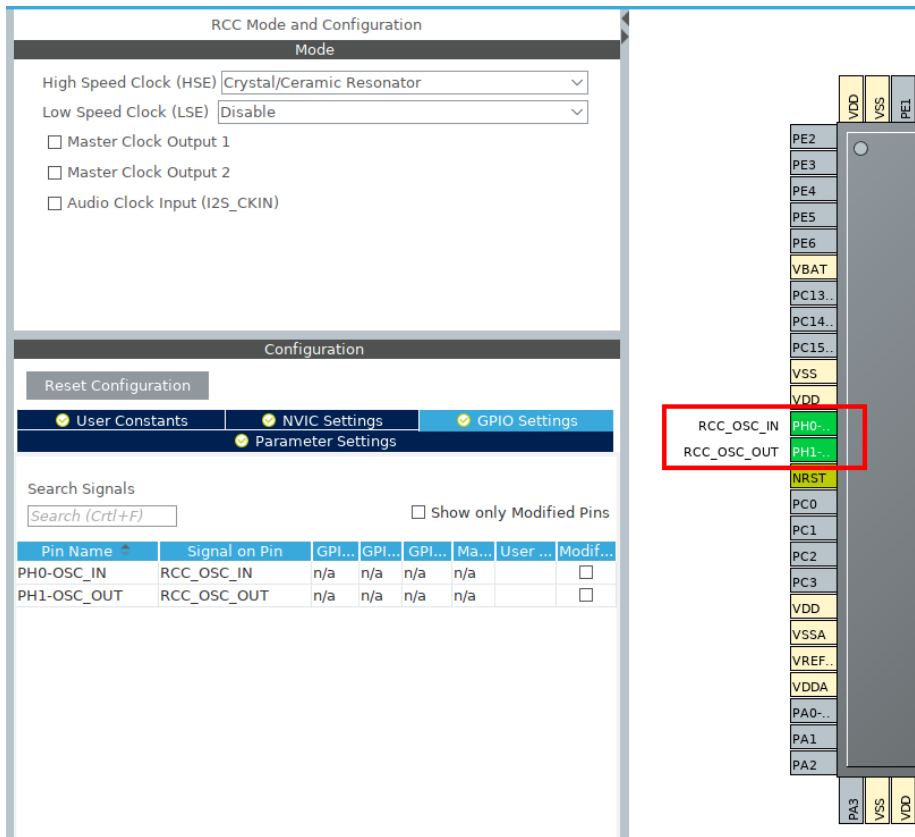 RCC Mode and Configuration
Mode
High Speed Clock (HSE) Crystal/Ceramic Resonator
Low Speed Clock (LSE) Disable
Master Clock Output 1
Master Clock Output 2
Audio Clock Input (I2S_CKIN)
Configuration
Reset Configuration
User Constants NVIC Settings GPIO Settings
Parameter Settings
Search Signals
Search (Crtl+F) Show only Modified Pins
Pin Name Signal on Pin GPI... GPI... GPI... Ma... User ... Modif...
PH0-OSC_IN RCC_OSC_IN n/a n/a n/a n/a
PH1-OSC_OUT RCC_OSC_OUT n/a n/a n/a n/a
VDD VSS PE1
PE2
PE3
PE4
PE5
PE6
VBAT
PC13..
PC14..
PC15..
VSS
VDD
RCC_OSC_IN PH0-..
RCC_OSC_OUT PH1-..
NRST
PC0
PC1
PC2
PC3
VDD
VSSA
VREF..
VDDA
PA0-..
PA1
PA2
PA3 VSS VDD